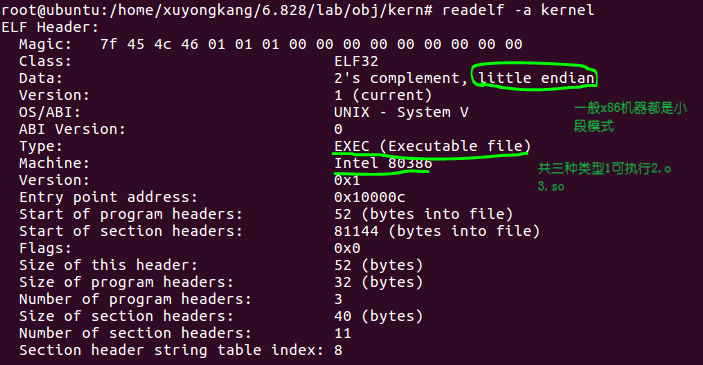 root@ubuntu:/home/xuyongkang/6.828/lab/obj/kern# readelf -a kernel
ELF Header:
  Magic:   7f 45 4c 46 01 01 01 00 00 00 00 00 00 00 00 00
  Class:                             ELF32
  Data:                              2's complement, little endian
  Version:                           1 (current)
  OS/ABI:                            UNIX - System V
  ABI Version:                       0
  Type:                              EXEC (Executable file)
  Machine:                           Intel 80386
  Version:                           0x1
  Entry point address:               0x10000c
  Start of program headers:          52 (bytes into file)
  Start of section headers:          81144 (bytes into file)
  Flags:                             0x0
  Size of this header:               52 (bytes)
  Size of program headers:           32 (bytes)
  Number of program headers:         3
  Size of section headers:           40 (bytes)
  Number of section headers:         11
  Section header string table index: 8
一般x86机器都是小
段模式
共三种类型1可执行2.o
3.so